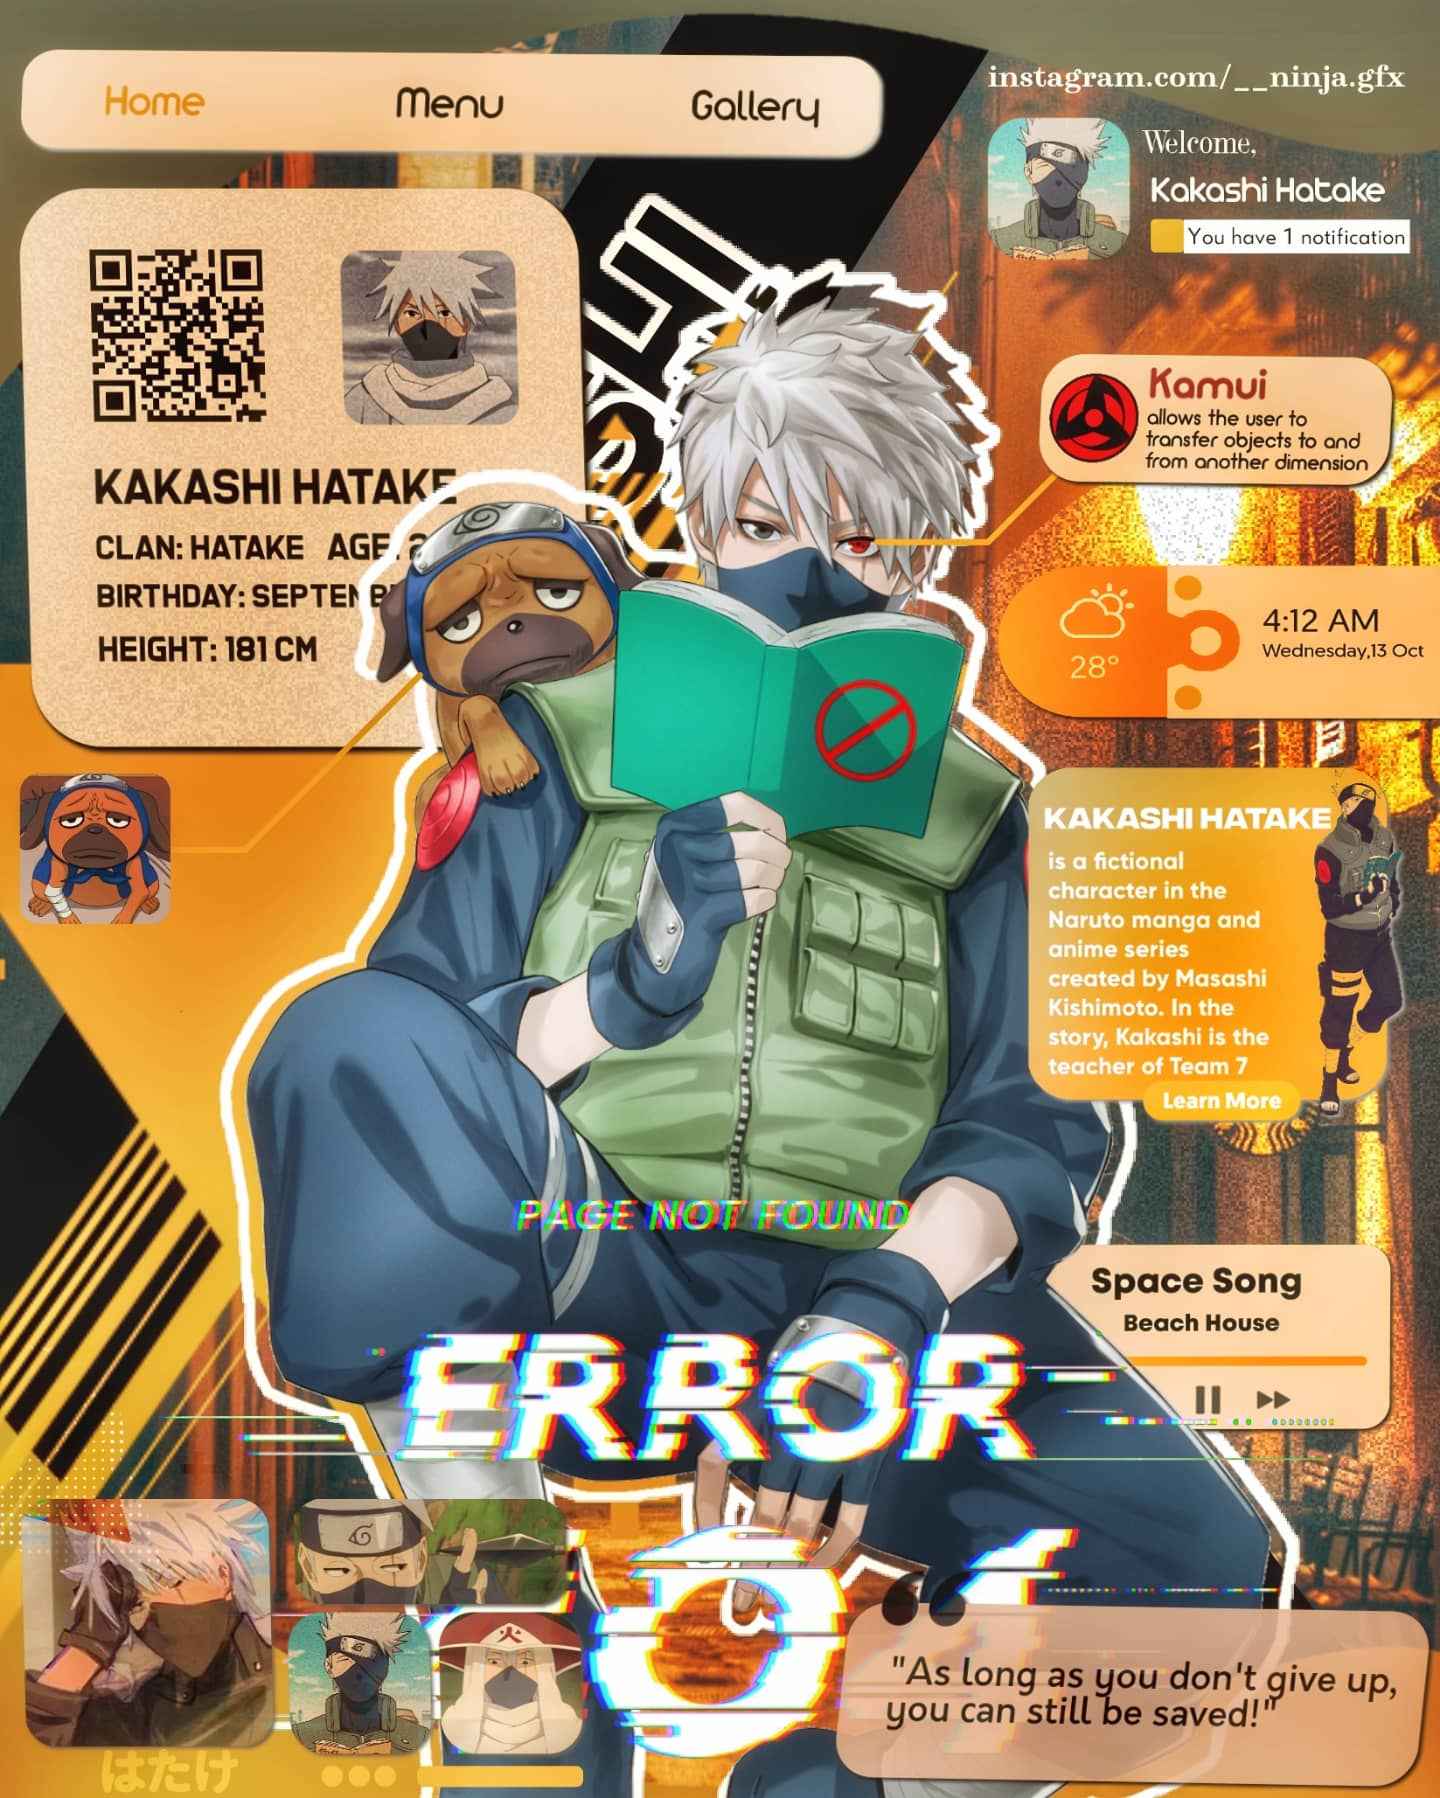 Home Menu Gallery
instagram.com/__ninja.gfx
Welcome,
Kakashi Hatake
You have 1 notification
KAKASHI HATAKE
CLAN: HATAKE AGE:
BIRTHDAY:
HEIGHT: 181 CM
Kamui
allows the user to
transfer objects to and
from another dimension
28°
4:12 AM
Wednesday,13 Oct
KAKASHI HATAKE
is a fictional
character in the
Naruto manga and
anime series
created by Masashi
Kishimoto. In the
story, Kakashi is the
teacher of Team 7
Learn More
PAGE NOT FOUND
Space Song
Beach House
ERROR
火
"As long as you don't give up,
you can still be saved!"
はたけ